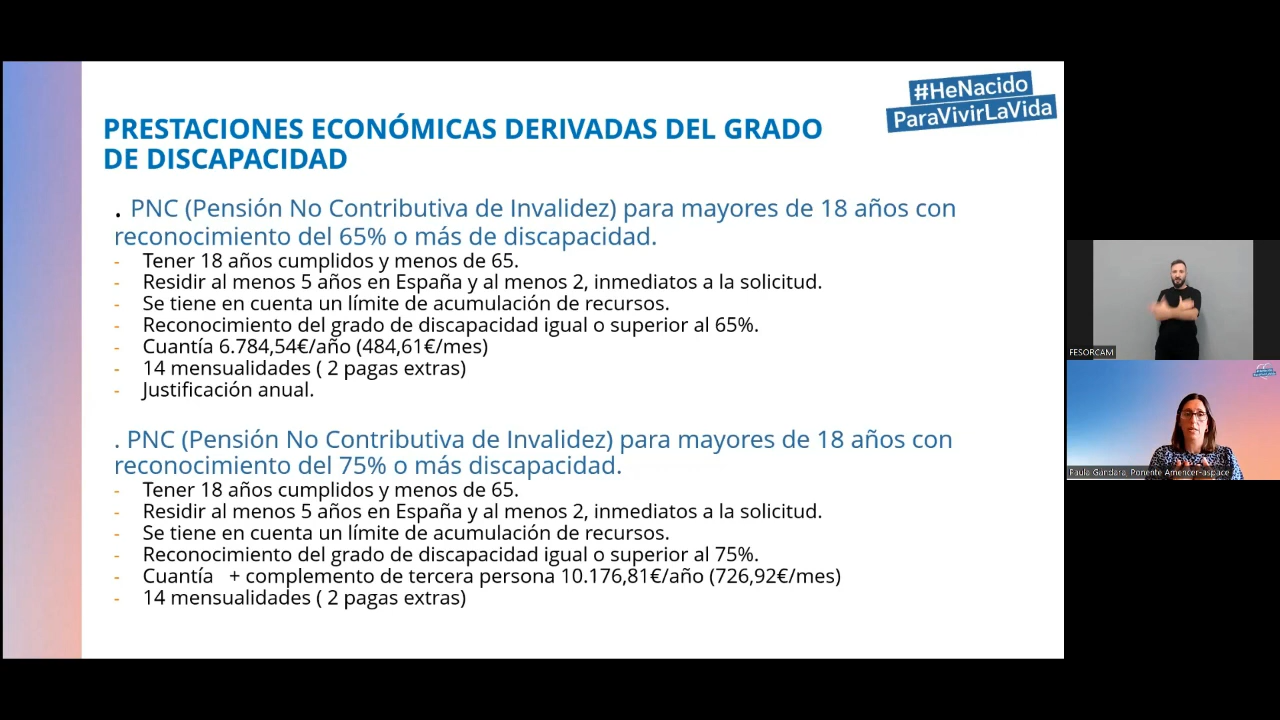 #HeNacido
ParaVivirLaVida
PRESTACIONES ECONÓMICAS DERIVADAS DEL GRADO
DE DISCAPACIDAD
. PNC (Pensión No Contributiva de Invalidez) para mayores de 18 años con
reconocimiento del 65% o más de discapacidad.
- Tener 18 años cumplidos y menos de 65.
- Residir al menos 5 años en España y al menos 2, inmediatos a la solicitud.
- Se tiene en cuenta un límite de acumulación de recursos.
- Reconocimiento del grado de discapacidad igual o superior al 65%.
- Cuantía 6.784,54€/año (484,61€/mes)
- 14 mensualidades ( 2 pagas extras)
- Justificación anual.
. PNC (Pensión No Contributiva de Invalidez) para mayores de 18 años con
reconocimiento del 75% o más discapacidad.
- Tener 18 años cumplidos y menos de 65.
- Residir al menos 5 años en España y al menos 2, inmediatos a la solicitud.
- Se tiene en cuenta un límite de acumulación de recursos.
- Reconocimiento del grado de discapacidad igual o superior al 75%.
- Cuantía + complemento de tercera persona 10.176,81€/año (726,92€/mes)
- 14 mensualidades ( 2 pagas extras)
FESORCAM
Paula Gandara, Ponente Amencer-aspace